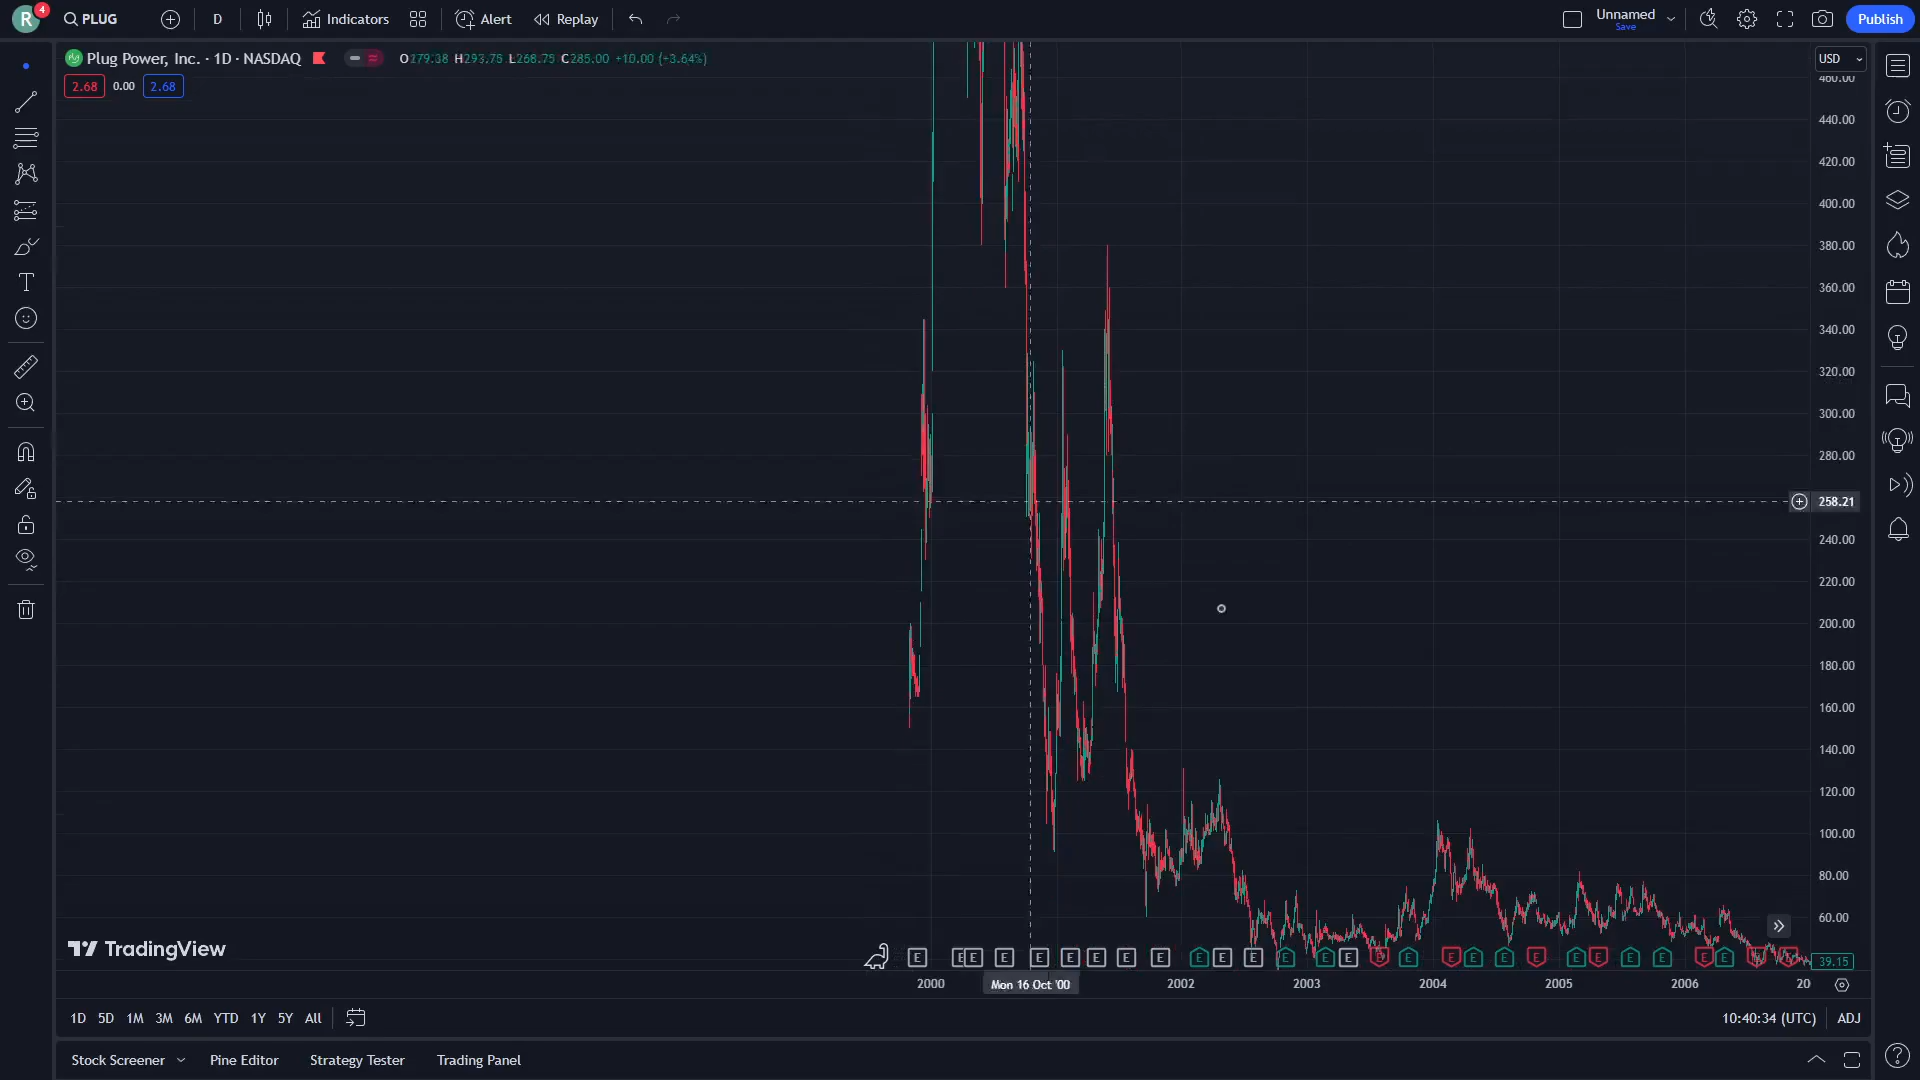 R
4
PLUG
D
Indicators
Alert
Replay
Unnamed
Save
Publish
Plug Power, Inc. · 1D · NASDAQ
O279.38 H293.75 L268.75 C285.00 +10.00 (+3.64%)
USD
2.68
0.00
2.68
460.00
440.00
420.00
400.00
380.00
360.00
340.00
320.00
300.00
280.00
258.21
240.00
220.00
200.00
180.00
160.00
140.00
120.00
100.00
80.00
60.00
39.15
TradingView
E E E E E E E E E E E E E E E E E E E E E E E E E E E E E E
2000
Mon 16 Oct '00
2002
2003
2004
2005
2006
20
1D 5D 1M 3M 6M YTD 1Y 5Y All
10:40:34 (UTC)
ADJ
Stock Screener
Pine Editor
Strategy Tester
Trading Panel